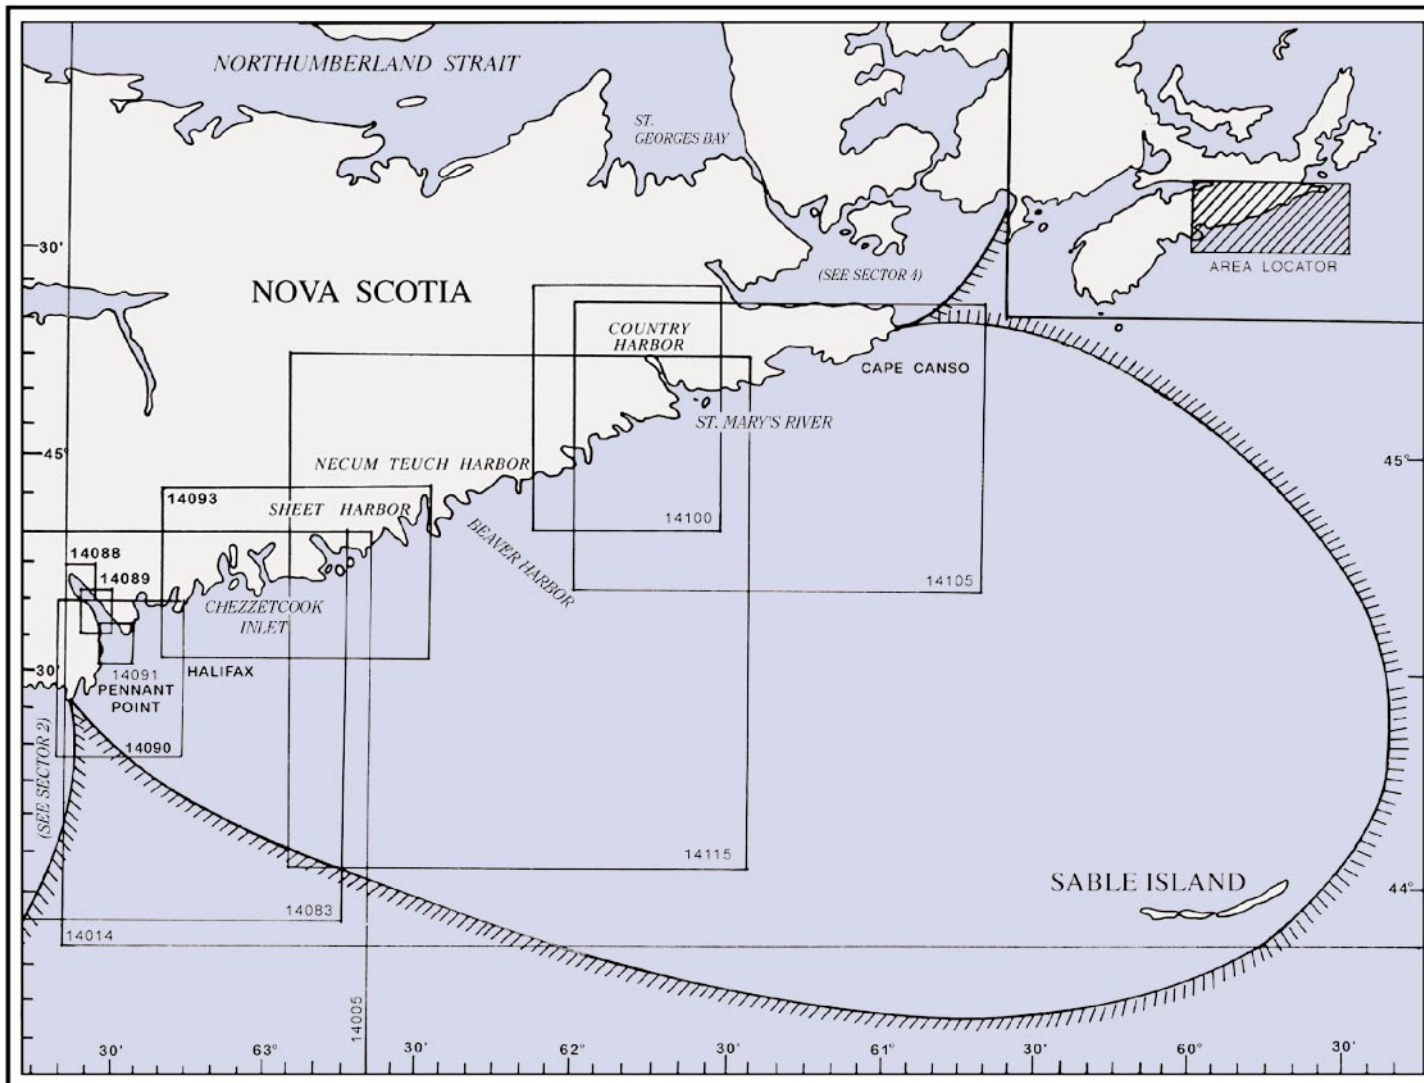 NORTHUMBERLAND STRAIT
ST.
GEORGES BAY
AREA LOCATOR
30'
(SEE SECTOR 4)
NOVA SCOTIA
COUNTRY
HARBOR
CAPE CANSO
ST. MARY'S RIVER
45°
45°
NECUM TEUCH HARBOR
14093
SHEET HARBOR
14100
BEAVER HARBOR
14088
14089
14105
CHEZZETCOOK
INLET
30'
14091
HALIFAX
PENNANT
POINT
14090
(SEE SECTOR 2)
14115
SABLE ISLAND
44°
14083
14014
14005
30'
63°
30'
62°
30'
61°
30'
60°
30'